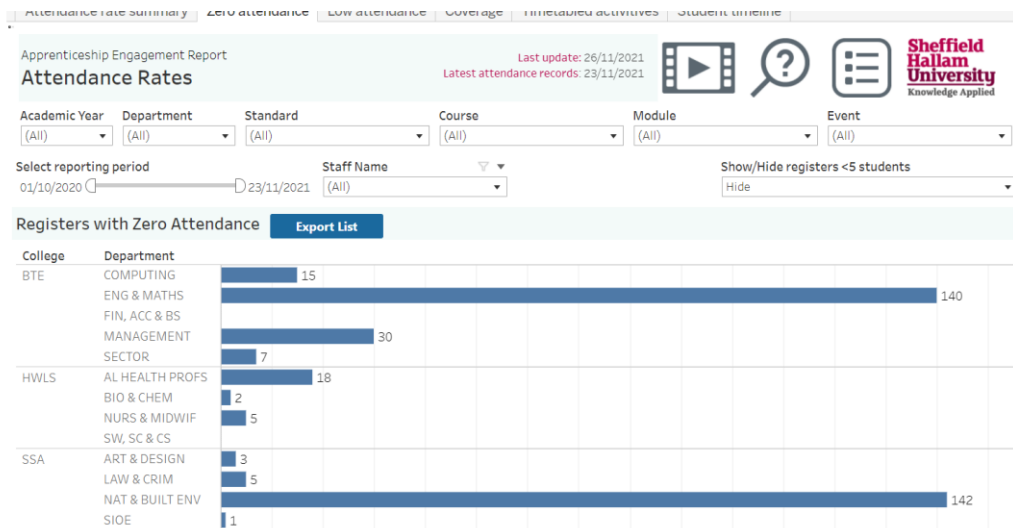 Attendance rate summary Zero attendance Low attendance Coverage Timetabled activitives Student timeline
Apprenticeship Engagement Report
Attendance Rates
Last update: 26/11/2021
Latest attendance records: 23/11/2021
Sheffield
Hallam
University
Knowledge Applied
Academic Year Department Standard Course Module Event
(All) (All) (All) (All) (All) (All)
Select reporting period Staff Name Show/Hide registers <5 students
01/10/2020 23/11/2021 (All) Hide
Registers with Zero Attendance Export List
College Department
BTE COMPUTING 15
ENG & MATHS 140
FIN, ACC & BS
MANAGEMENT 30
SECTOR 7
HWLS AL HEALTH PROFS 18
BIO & CHEM 2
NURS & MIDWIF 5
SW, SC & CS
SSA ART & DESIGN 3
LAW & CRIM 5
NAT & BUILT ENV 142
SIOE 1